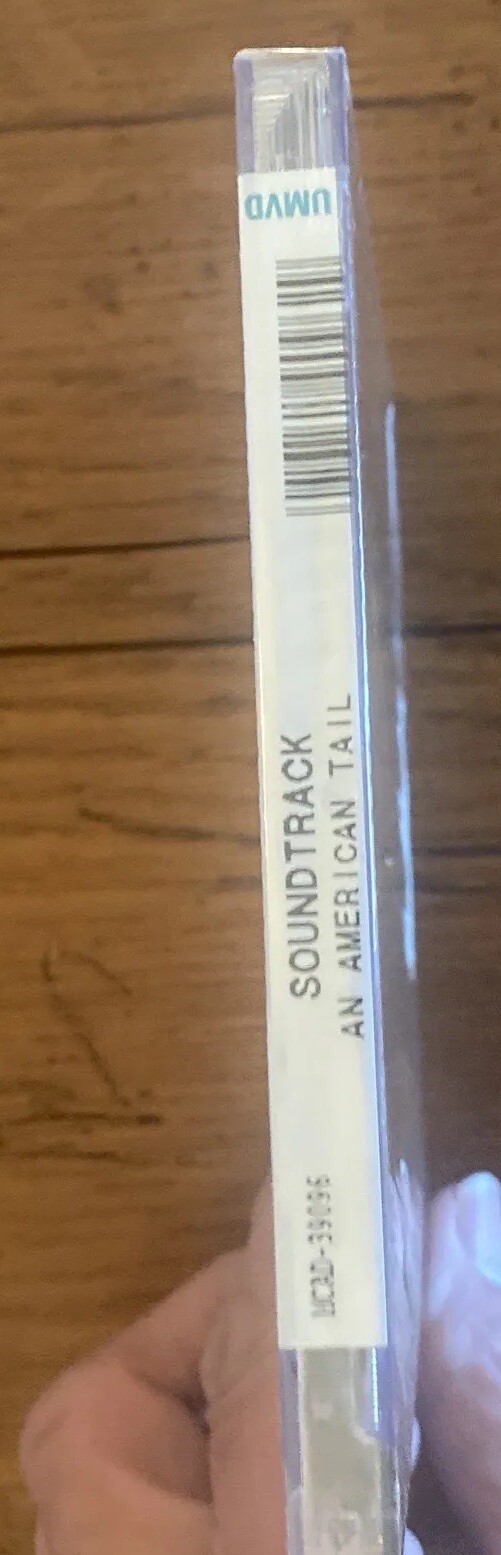 UMVD
SOUNDTRACK
AN AMERICAN TAIL
MCAD-39096